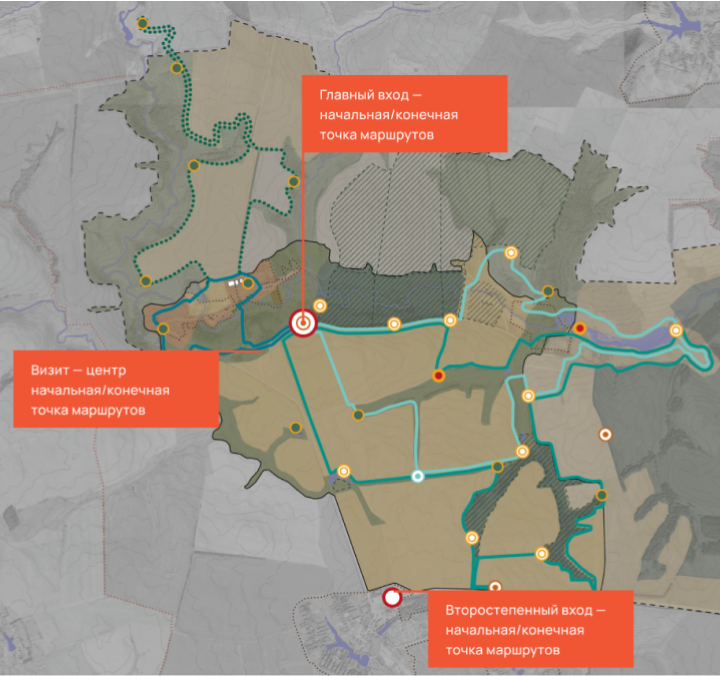 Главный вход —
начальная/конечная
точка маршрутов
Визит — центр
начальная/конечная
точка маршрутов
Второстепенный вход —
начальная/конечная
точка маршрутов